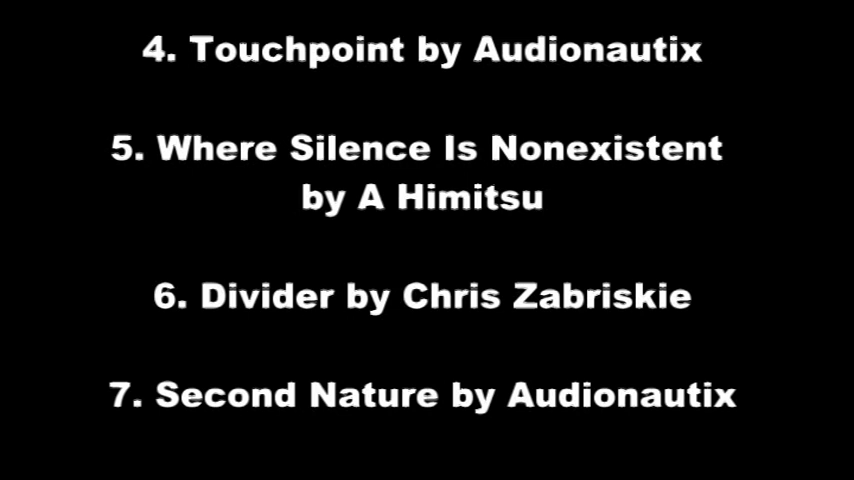 4. Touchpoint by Audionautix
5. Where Silence Is Nonexistent
by A Himitsu
6. Divider by Chris Zabriskie
7. Second Nature by Audionautix